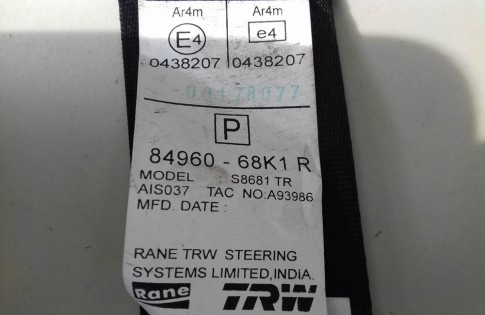 Ar4m Ar4m
E4 e4
0438207 0438207
00178077
P
84960 - 68K1 R
MODEL : S8681 TR
AIS037 TAC NO:A93986
MFD. DATE :
RANE TRW STEERING
SYSTEMS LIMITED,INDIA.
Rane TRW